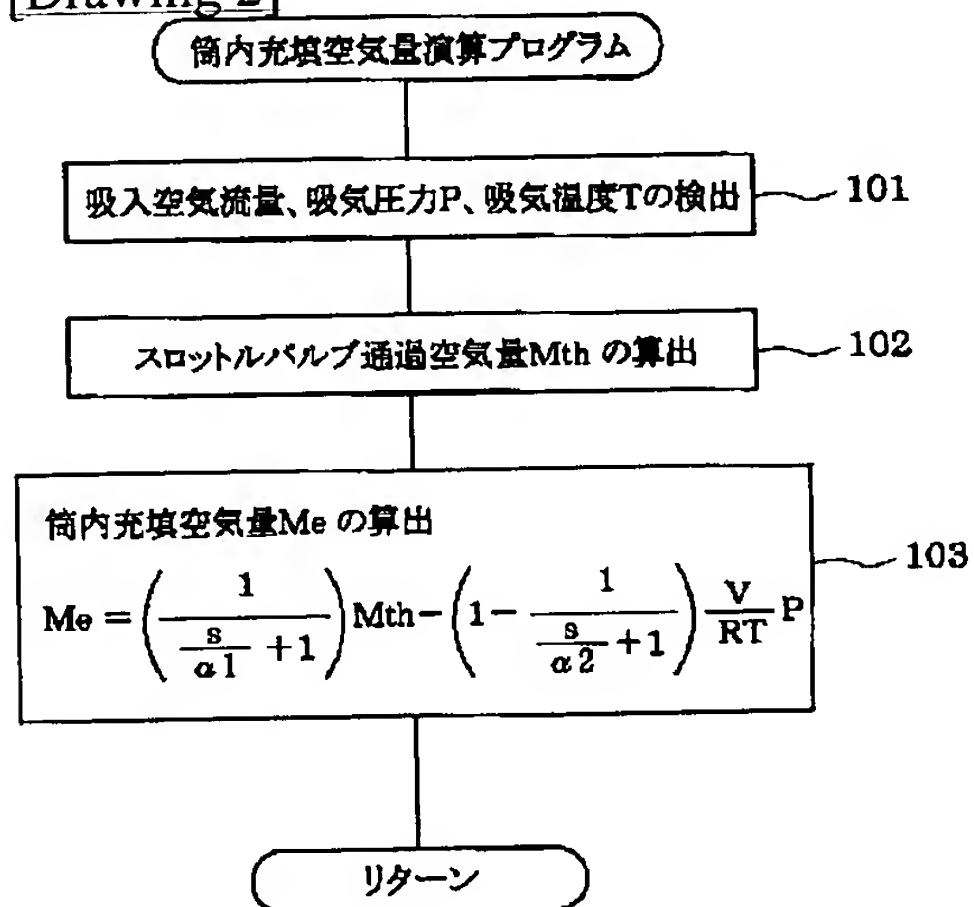 Drawing 2
筒内充填空気量演算プログラム
吸入空気流量、吸気圧力P、吸気温度Tの検出
101
スロットルバルブ通過空気量Mth の算出
102
筒内充填空気量Me の算出
Me = ( 1 / ( s/α1 + 1 ) ) Mth − ( 1 − 1 / ( s/α2 + 1 ) ) V/RT P
103
リターン